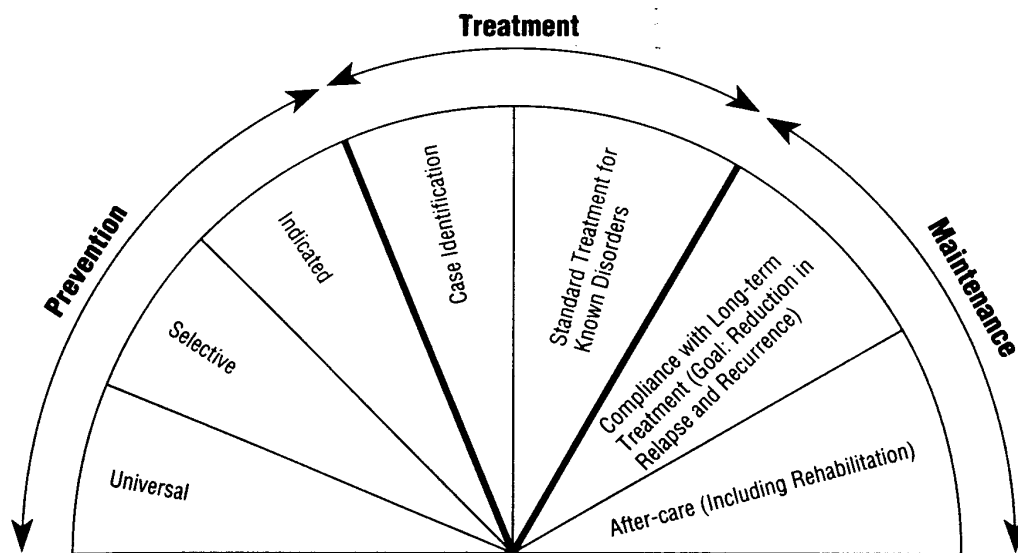 Treatment
Prevention
Maintenance
Universal
Selective
Indicated
Case Identification
Standard Treatment for
Known Disorders
Compliance with Long-term
Treatment (Goal: Reduction in
Relapse and Recurrence)
After-care (Including Rehabilitation)